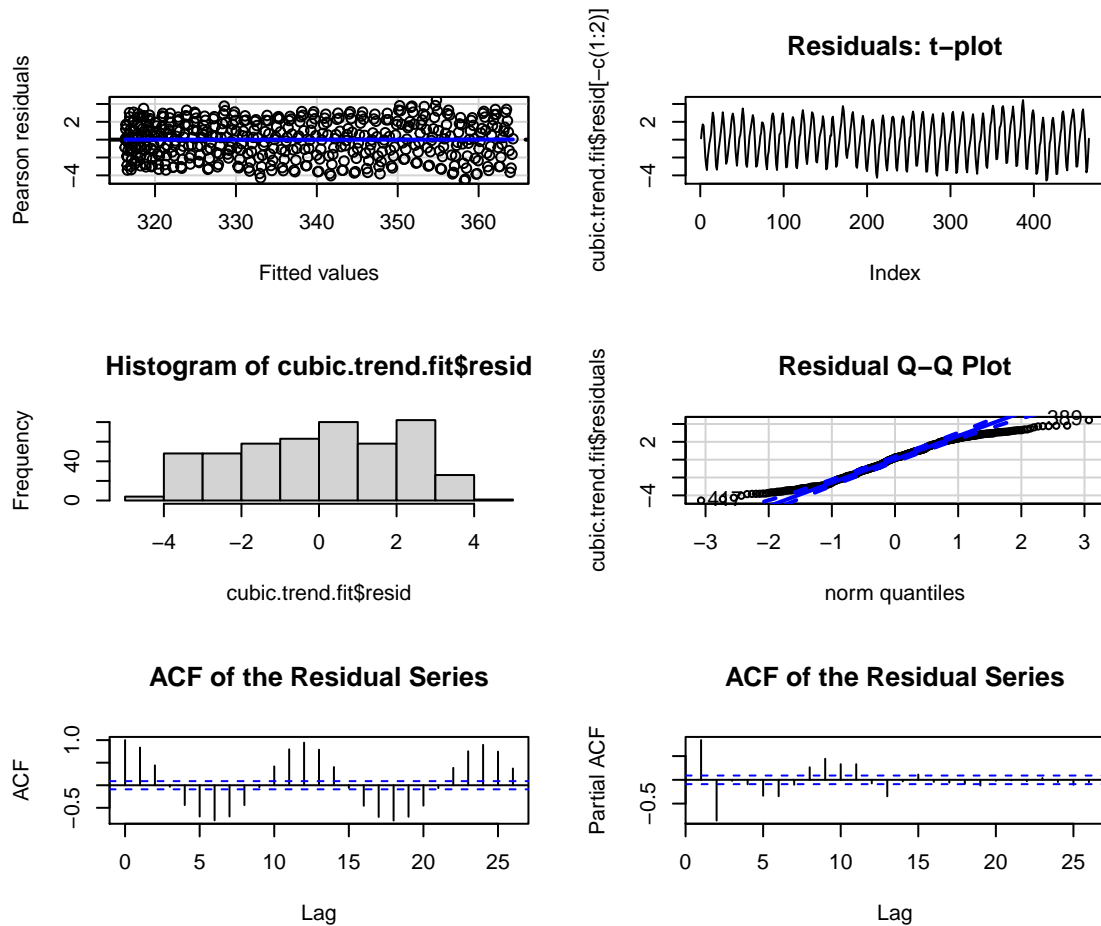 Pearson residuals
2
−4
320 330 340 350 360
Fitted values
Residuals: t−plot
cubic.trend.fit$resid[−c(1:2)]
2
−4
0 100 200 300 400
Index
Histogram of cubic.trend.fit$resid
Frequency
40
0
−4 −2 0 2 4
cubic.trend.fit$resid
Residual Q−Q Plot
cubic.trend.fit$residuals
2
−4
389
−3 −2 −1 0 1 2 3
norm quantiles
ACF of the Residual Series
ACF
1.0
−0.5
0 5 10 15 20 25
Lag
ACF of the Residual Series
Partial ACF
−0.5
0 5 10 15 20 25
Lag